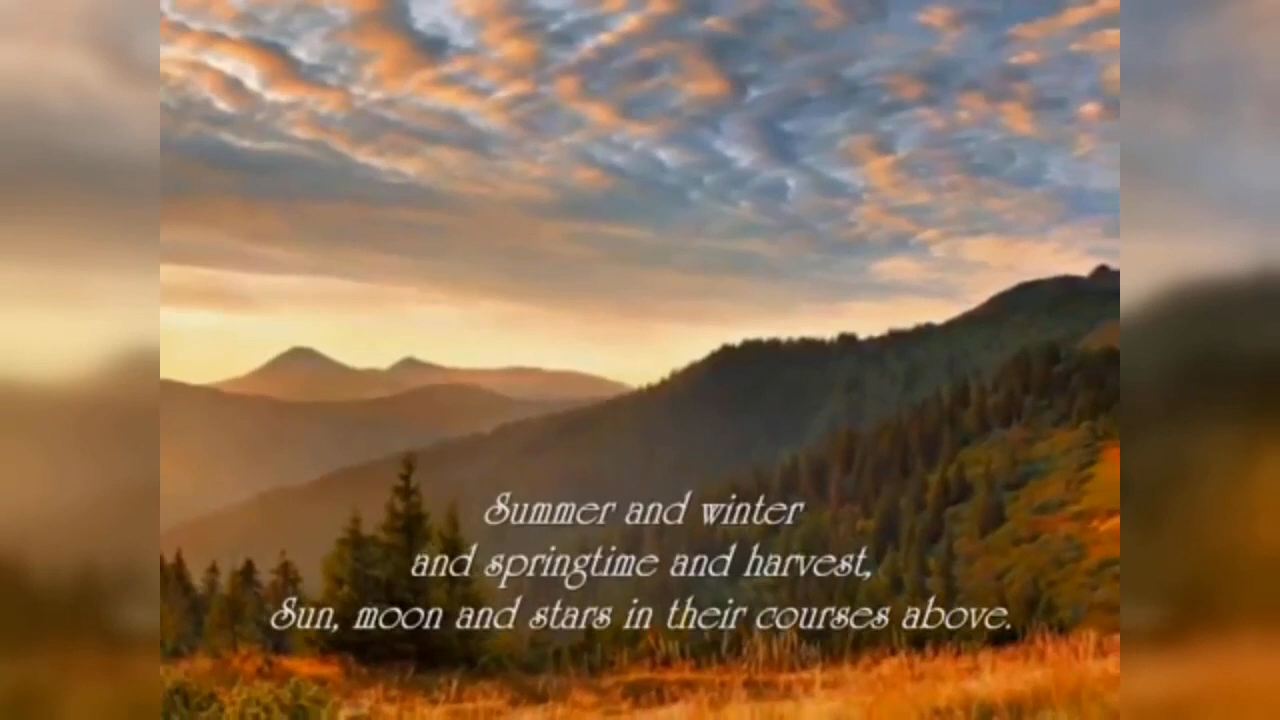 Summer and winter
and springtime and harvest,
Sun, moon and stars in their courses above.